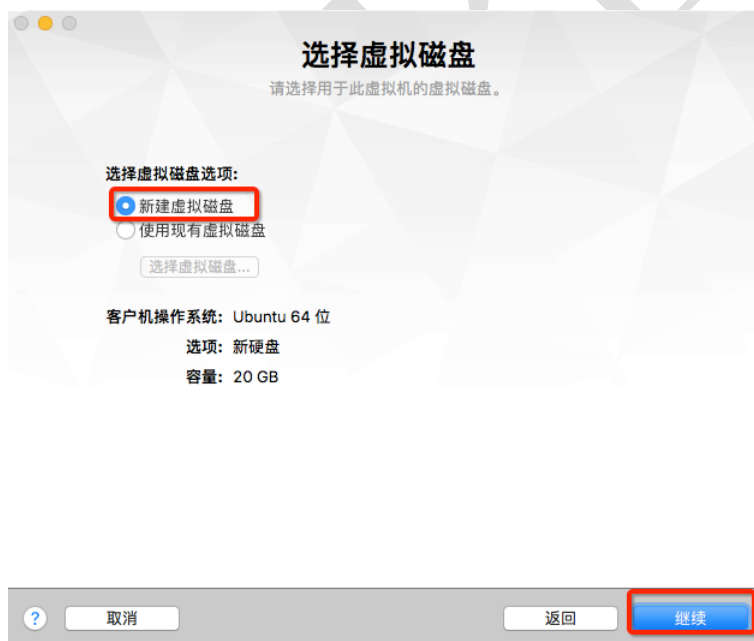 选择虚拟磁盘
请选择用于此虚拟机的虚拟磁盘。
选择虚拟磁盘选项:
新建虚拟磁盘
使用现有虚拟磁盘
选择虚拟磁盘...
客户机操作系统: Ubuntu 64 位
选项: 新硬盘
容量: 20 GB
? 取消 返回 继续